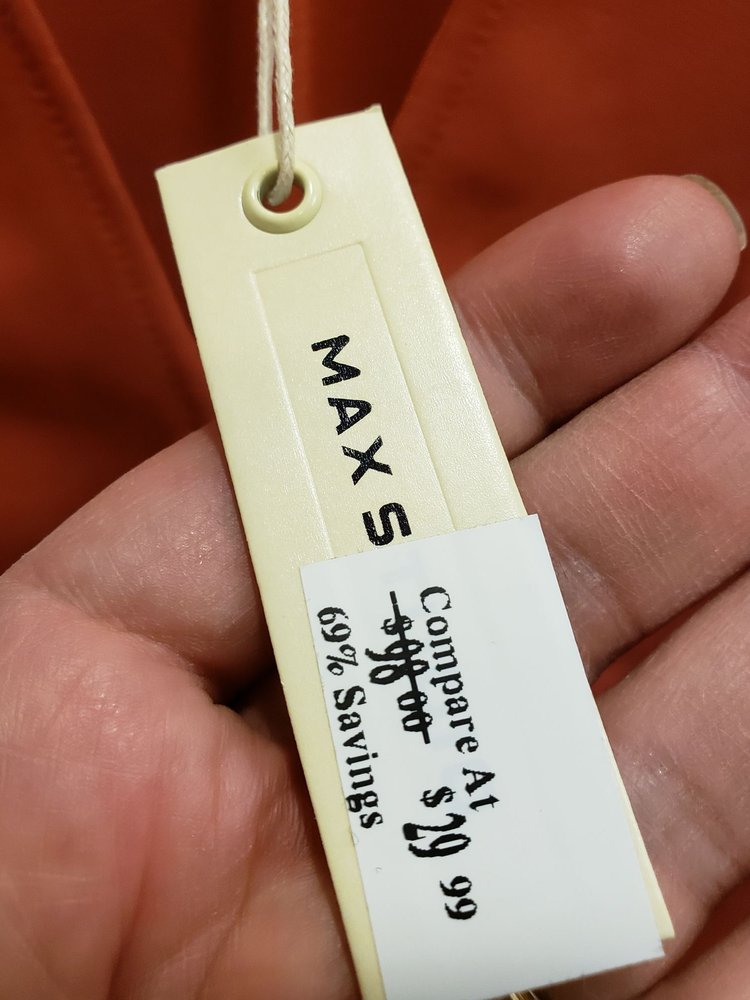 MAX S
Compare At
$98.00 $29 99
69% Savings